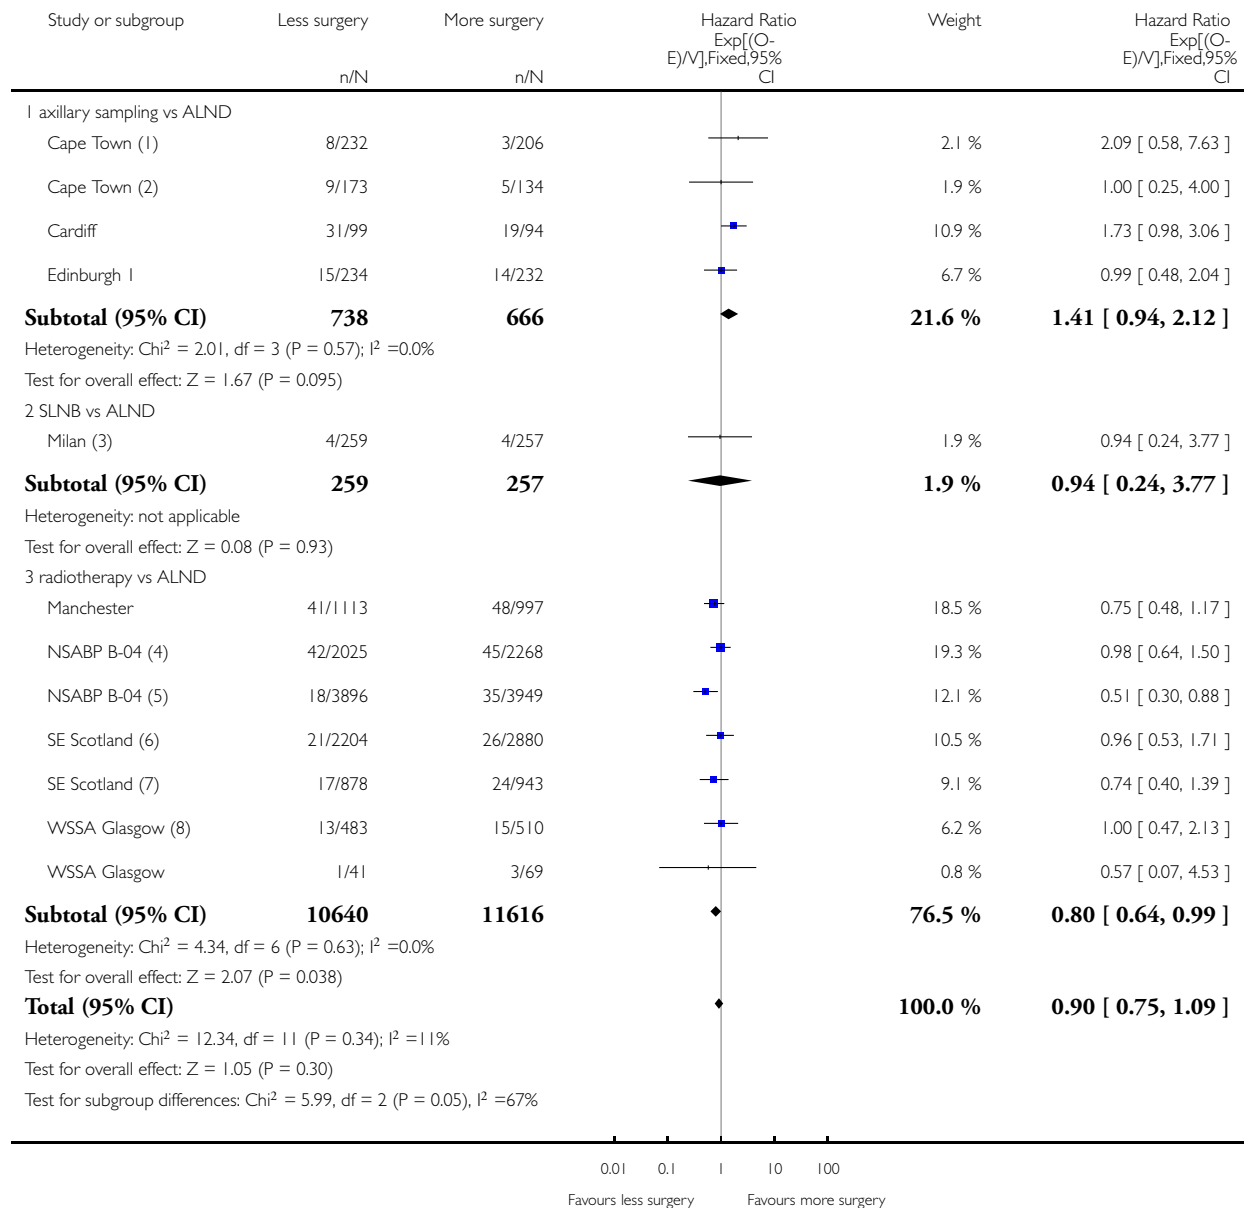 Study or subgroup Less surgery More surgery Hazard Ratio Weight Hazard Ratio
Exp[(O- Exp[(O-
E)/V],Fixed,95% E)/V],Fixed,95%
n/N n/N CI CI
1 axillary sampling vs ALND
Cape Town (1) 8/232 3/206 2.1 % 2.09 [ 0.58, 7.63 ]
Cape Town (2) 9/173 5/134 1.9 % 1.00 [ 0.25, 4.00 ]
Cardiff 31/99 19/94 10.9 % 1.73 [ 0.98, 3.06 ]
Edinburgh 1 15/234 14/232 6.7 % 0.99 [ 0.48, 2.04 ]
Subtotal (95% CI) 738 666 21.6 % 1.41 [ 0.94, 2.12 ]
Heterogeneity: Chi² = 2.01, df = 3 (P = 0.57); I² =0.0%
Test for overall effect: Z = 1.67 (P = 0.095)
2 SLNB vs ALND
Milan (3) 4/259 4/257 1.9 % 0.94 [ 0.24, 3.77 ]
Subtotal (95% CI) 259 257 1.9 % 0.94 [ 0.24, 3.77 ]
Heterogeneity: not applicable
Test for overall effect: Z = 0.08 (P = 0.93)
3 radiotherapy vs ALND
Manchester 41/1113 48/997 18.5 % 0.75 [ 0.48, 1.17 ]
NSABP B-04 (4) 42/2025 45/2268 19.3 % 0.98 [ 0.64, 1.50 ]
NSABP B-04 (5) 18/3896 35/3949 12.1 % 0.51 [ 0.30, 0.88 ]
SE Scotland (6) 21/2204 26/2880 10.5 % 0.96 [ 0.53, 1.71 ]
SE Scotland (7) 17/878 24/943 9.1 % 0.74 [ 0.40, 1.39 ]
WSSA Glasgow (8) 13/483 15/510 6.2 % 1.00 [ 0.47, 2.13 ]
WSSA Glasgow 1/41 3/69 0.8 % 0.57 [ 0.07, 4.53 ]
Subtotal (95% CI) 10640 11616 76.5 % 0.80 [ 0.64, 0.99 ]
Heterogeneity: Chi² = 4.34, df = 6 (P = 0.63); I² =0.0%
Test for overall effect: Z = 2.07 (P = 0.038)
Total (95% CI) 100.0 % 0.90 [ 0.75, 1.09 ]
Heterogeneity: Chi² = 12.34, df = 11 (P = 0.34); I² =11%
Test for overall effect: Z = 1.05 (P = 0.30)
Test for subgroup differences: Chi² = 5.99, df = 2 (P = 0.05), I² =67%
0.01 0.1 1 10 100
Favours less surgery Favours more surgery